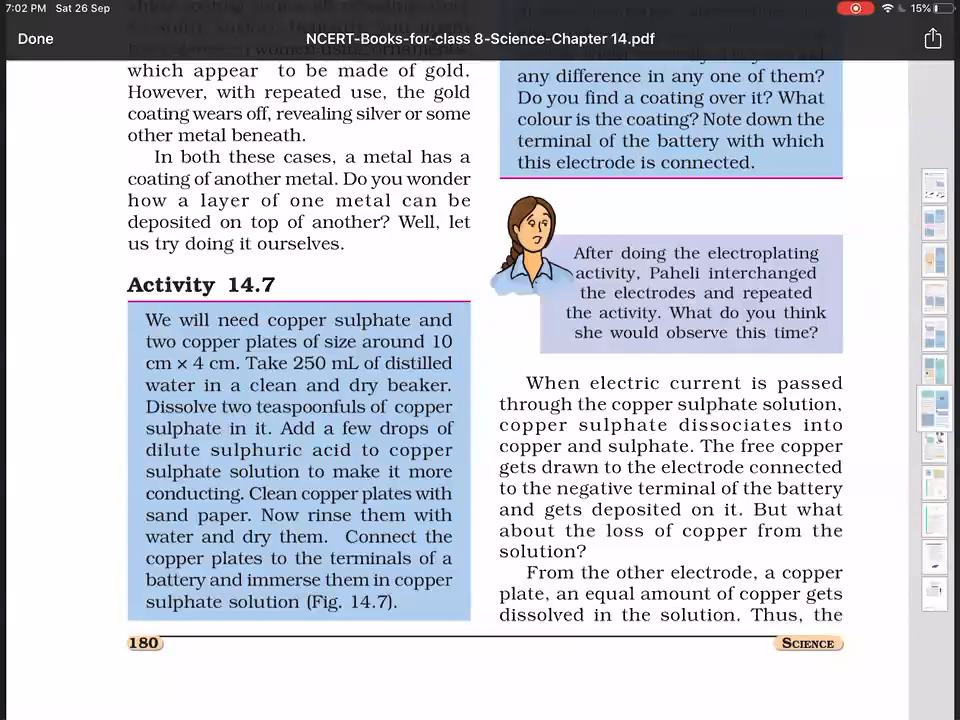 7:02 PM Sat 26 Sep
15%
Done
NCERT-Books-for-class 8-Science-Chapter 14.pdf
which appear to be made of gold.
However, with repeated use, the gold
coating wears off, revealing silver or some
other metal beneath.
In both these cases, a metal has a
coating of another metal. Do you wonder
how a layer of one metal can be
deposited on top of another? Well, let
us try doing it ourselves.
Activity 14.7
We will need copper sulphate and
two copper plates of size around 10
cm × 4 cm. Take 250 mL of distilled
water in a clean and dry beaker.
Dissolve two teaspoonfuls of copper
sulphate in it. Add a few drops of
dilute sulphuric acid to copper
sulphate solution to make it more
conducting. Clean copper plates with
sand paper. Now rinse them with
water and dry them. Connect the
copper plates to the terminals of a
battery and immerse them in copper
sulphate solution (Fig. 14.7).
any difference in any one of them?
Do you find a coating over it? What
colour is the coating? Note down the
terminal of the battery with which
this electrode is connected.
After doing the electroplating
activity, Paheli interchanged
the electrodes and repeated
the activity. What do you think
she would observe this time?
When electric current is passed
through the copper sulphate solution,
copper sulphate dissociates into
copper and sulphate. The free copper
gets drawn to the electrode connected
to the negative terminal of the battery
and gets deposited on it. But what
about the loss of copper from the
solution?
From the other electrode, a copper
plate, an equal amount of copper gets
dissolved in the solution. Thus, the
180
SCIENCE